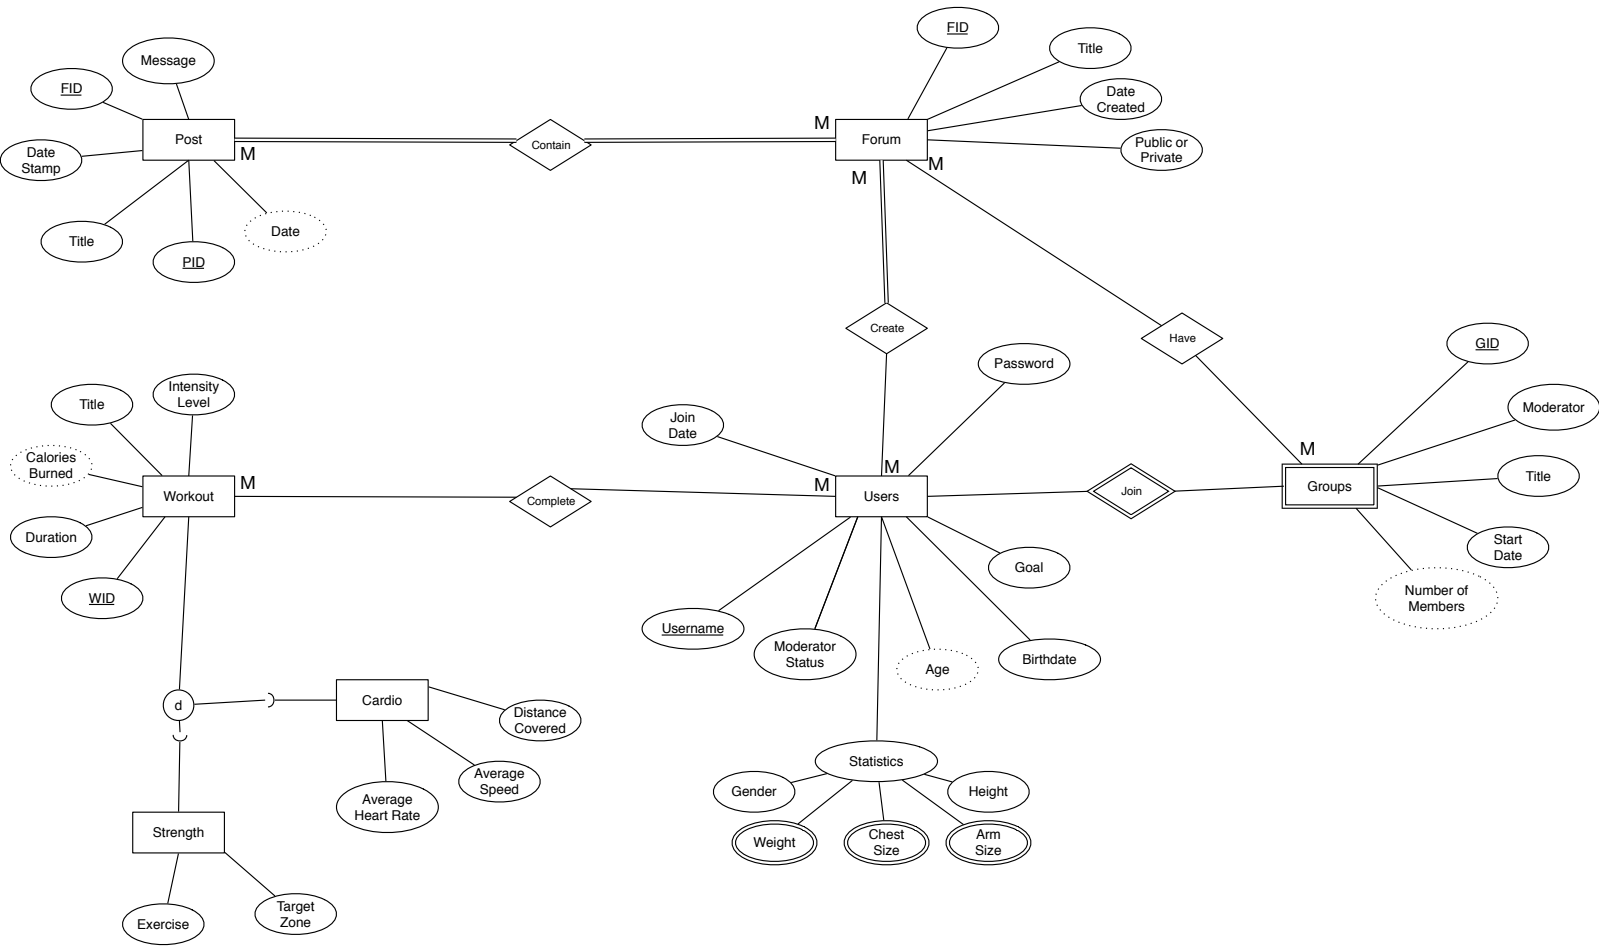 FID
Title
Date
Created
Public or
Private
Forum
M
M
M
Message
FID
Post
M
Date
Stamp
Title
PID
Date
Contain
Create
Have
Password
Join
Date
GID
Moderator
Title
Start
Date
Number of
Members
Groups
M
Join
Users
M
M
Goal
Birthdate
Age
Moderator
Status
Username
Complete
Title
Intensity
Level
Calories
Burned
Workout
M
Duration
WID
d
Cardio
Distance
Covered
Average
Speed
Average
Heart Rate
Strength
Exercise
Target
Zone
Statistics
Gender
Height
Weight
Chest
Size
Arm
Size